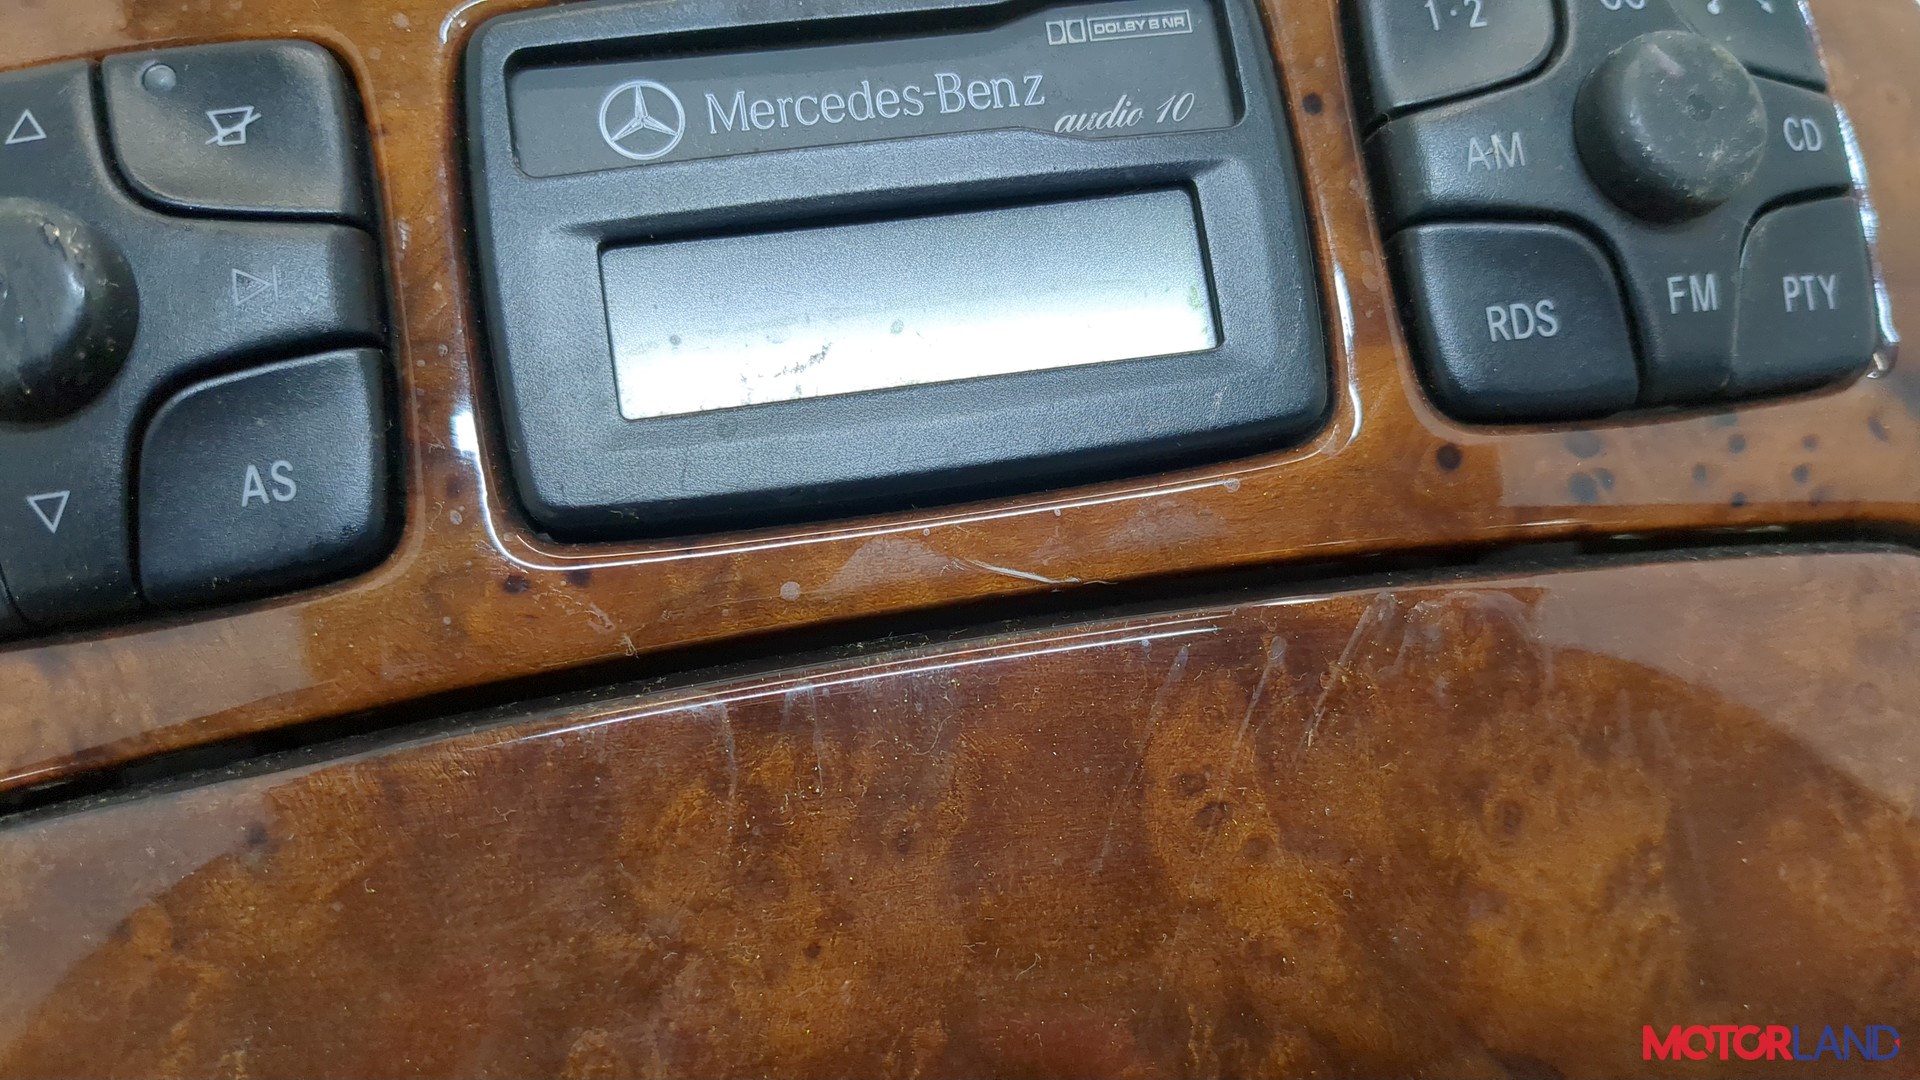 DOLBY B NR
Mercedes-Benz
audio 10
1·2
AM
CD
RDS
FM
PTY
AS
MOTORLAND